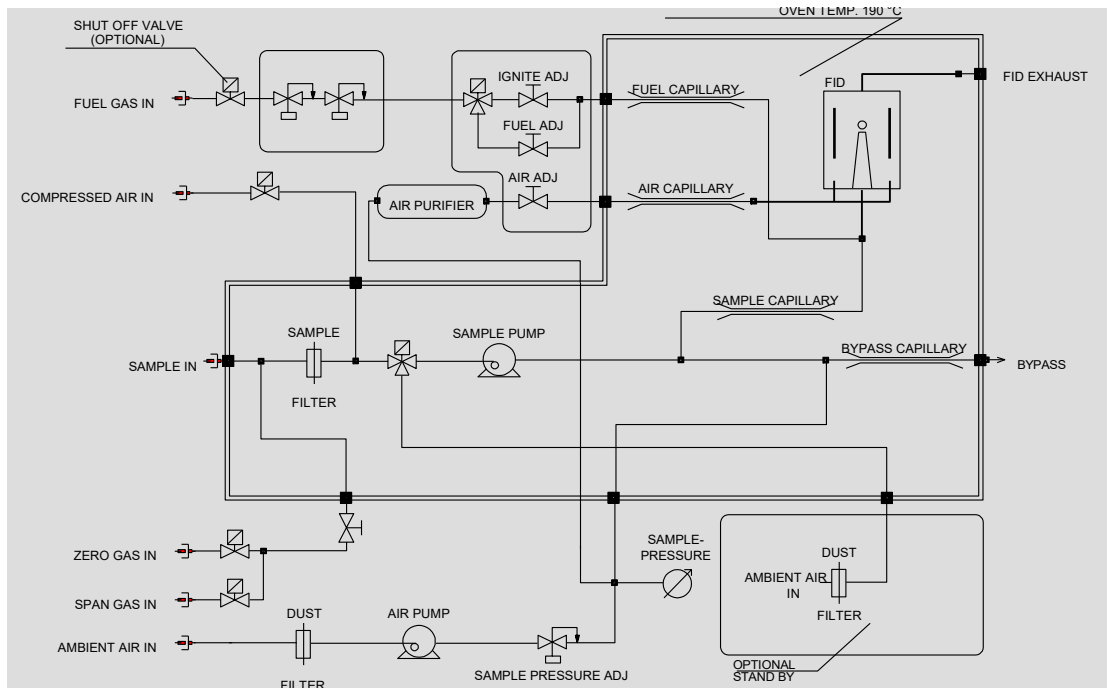 OVEN TEMP. 190 °C
SHUT OFF VALVE
(OPTIONAL)
IGNITE ADJ
FUEL CAPILLARY
FID
FID EXHAUST
FUEL GAS IN
FUEL ADJ
COMPRESSED AIR IN
AIR ADJ
AIR CAPILLARY
AIR PURIFIER
SAMPLE CAPILLARY
SAMPLE
SAMPLE PUMP
BYPASS CAPILLARY
SAMPLE IN
BYPASS
FILTER
SAMPLE-
PRESSURE
ZERO GAS IN
DUST
AMBIENT AIR
IN
FILTER
SPAN GAS IN
DUST
AIR PUMP
AMBIENT AIR IN
SAMPLE PRESSURE ADJ
FILTER
OPTIONAL
STAND BY